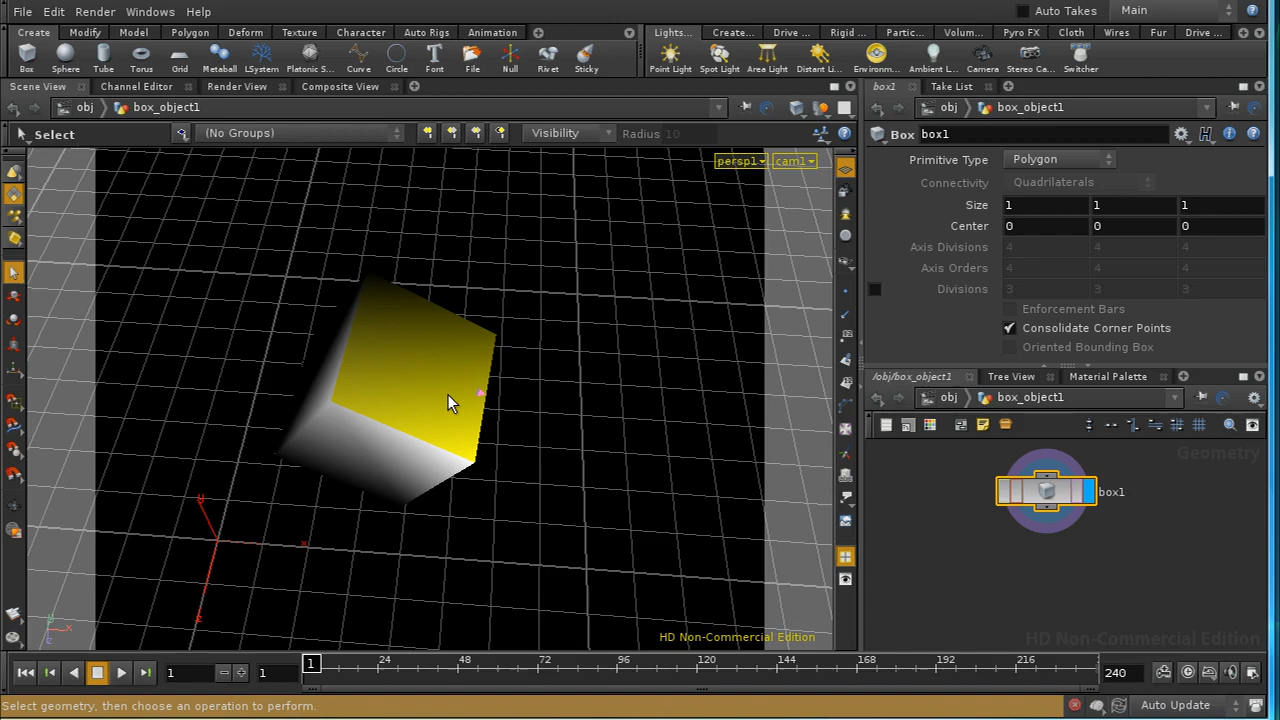 File Edit Render Windows Help
Auto Takes Main
Create Modify Model Polygon Deform Texture Character Auto Rigs Animation
Lights... Create... Drive ... Rigid ... Partic... Volum... Pyro FX Cloth Wires Fur Drive ...
Box Sphere Tube Torus Grid Metaball LSystem Platonic S... Curve Circle Font File Null Rivet Sticky
Point Light Spot Light Area Light Distant Li... Environm... Ambient L... Camera Stereo Ca... Switcher
Scene View Channel Editor Render View Composite View
box1 Take List
obj box_object1
obj box_object1
Select (No Groups) Visibility Radius 10
Box box1
persp1 cam1
Primitive Type Polygon
Connectivity Quadrilaterals
Size 1 1 1
Center 0 0 0
Axis Divisions 4 4 4
Axis Orders 4 4 4
Divisions 3 3 3
Enforcement Bars
Consolidate Corner Points
Oriented Bounding Box
/obj/box_object1 Tree View Material Palette
obj box_object1
Geometry
box1
y
x
z
y
x
z
HD Non-Commercial Edition
HD Non-Commercial Edition
1 1 1 24 48 72 96 120 144 168 192 216 240
Select geometry, then choose an operation to perform.
Auto Update